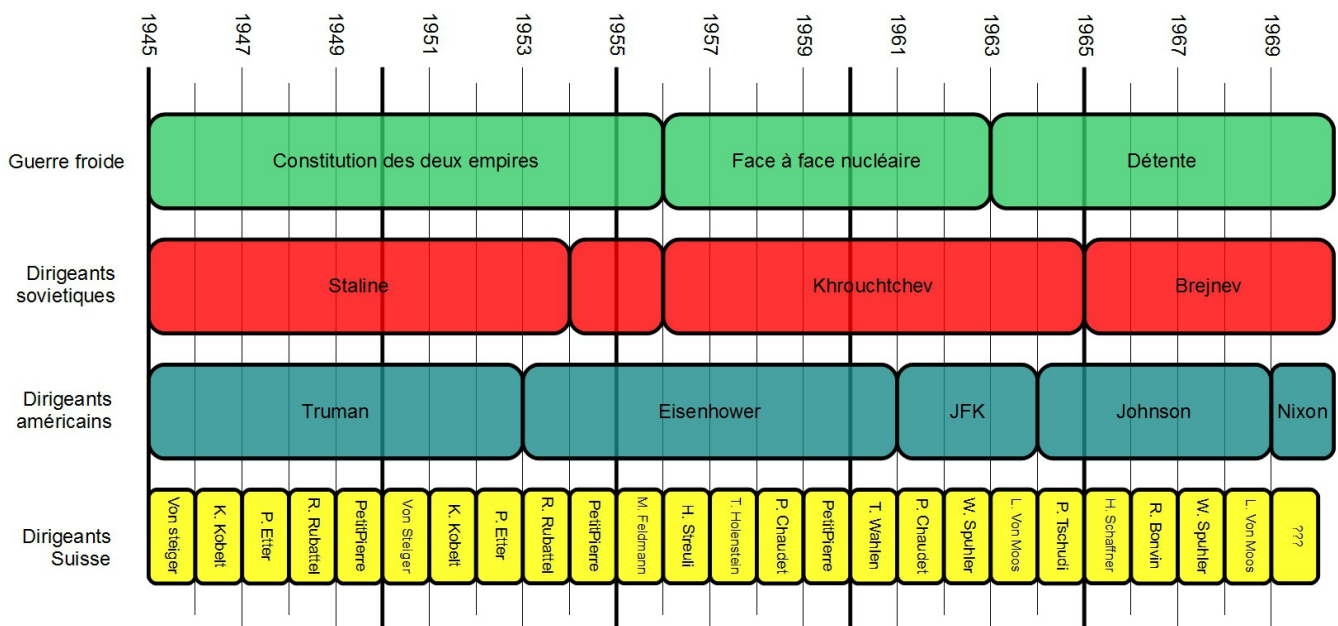 1945
1947
1949
1951
1953
1955
1957
1959
1961
1963
1965
1967
1969
Guerre froide
Constitution des deux empires
Face à face nucléaire
Détente
Dirigeants
sovietiques
Staline
Khrouchtchev
Brejnev
Dirigeants
américains
Truman
Eisenhower
JFK
Johnson
Nixon
Dirigeants
Suisse
Von steiger
K. Kobelt
P. Etter
R. Rubattel
PetitPierre
Von Steiger
K. Kobelt
P. Etter
R. Rubattel
PetitPierre
M. Feldmann
H. Streuli
T. Holenstein
P. Chaudet
PetitPierre
T. Wahlen
P. Chaudet
W. Spuhler
L. Von Moos
P. Tschudi
H. Schaffner
R. Bonvin
W. Spuhler
L. Von Moos
???